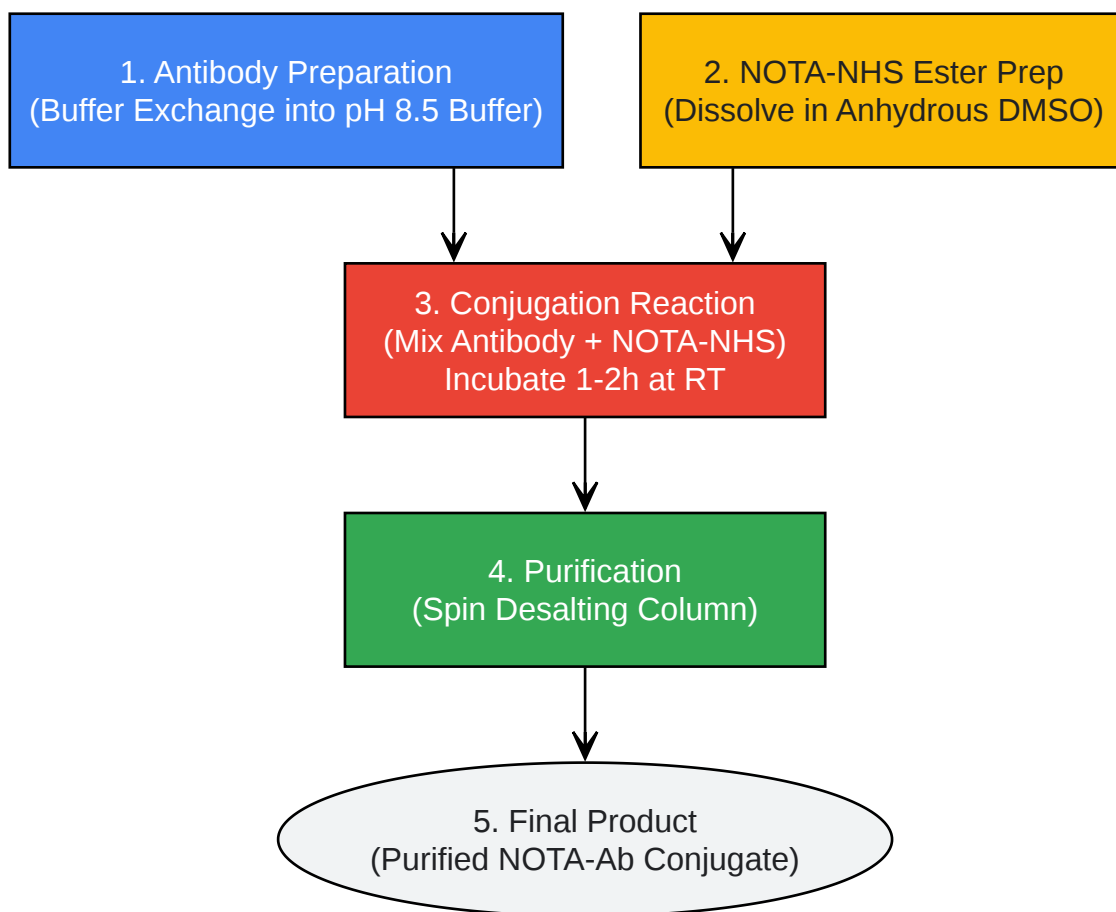 1. Antibody Preparation
(Buffer Exchange into pH 8.5 Buffer)
2. NOTA-NHS Ester Prep
(Dissolve in Anhydrous DMSO)
3. Conjugation Reaction
(Mix Antibody + NOTA-NHS)
Incubate 1-2h at RT
4. Purification
(Spin Desalting Column)
5. Final Product
(Purified NOTA-Ab Conjugate)